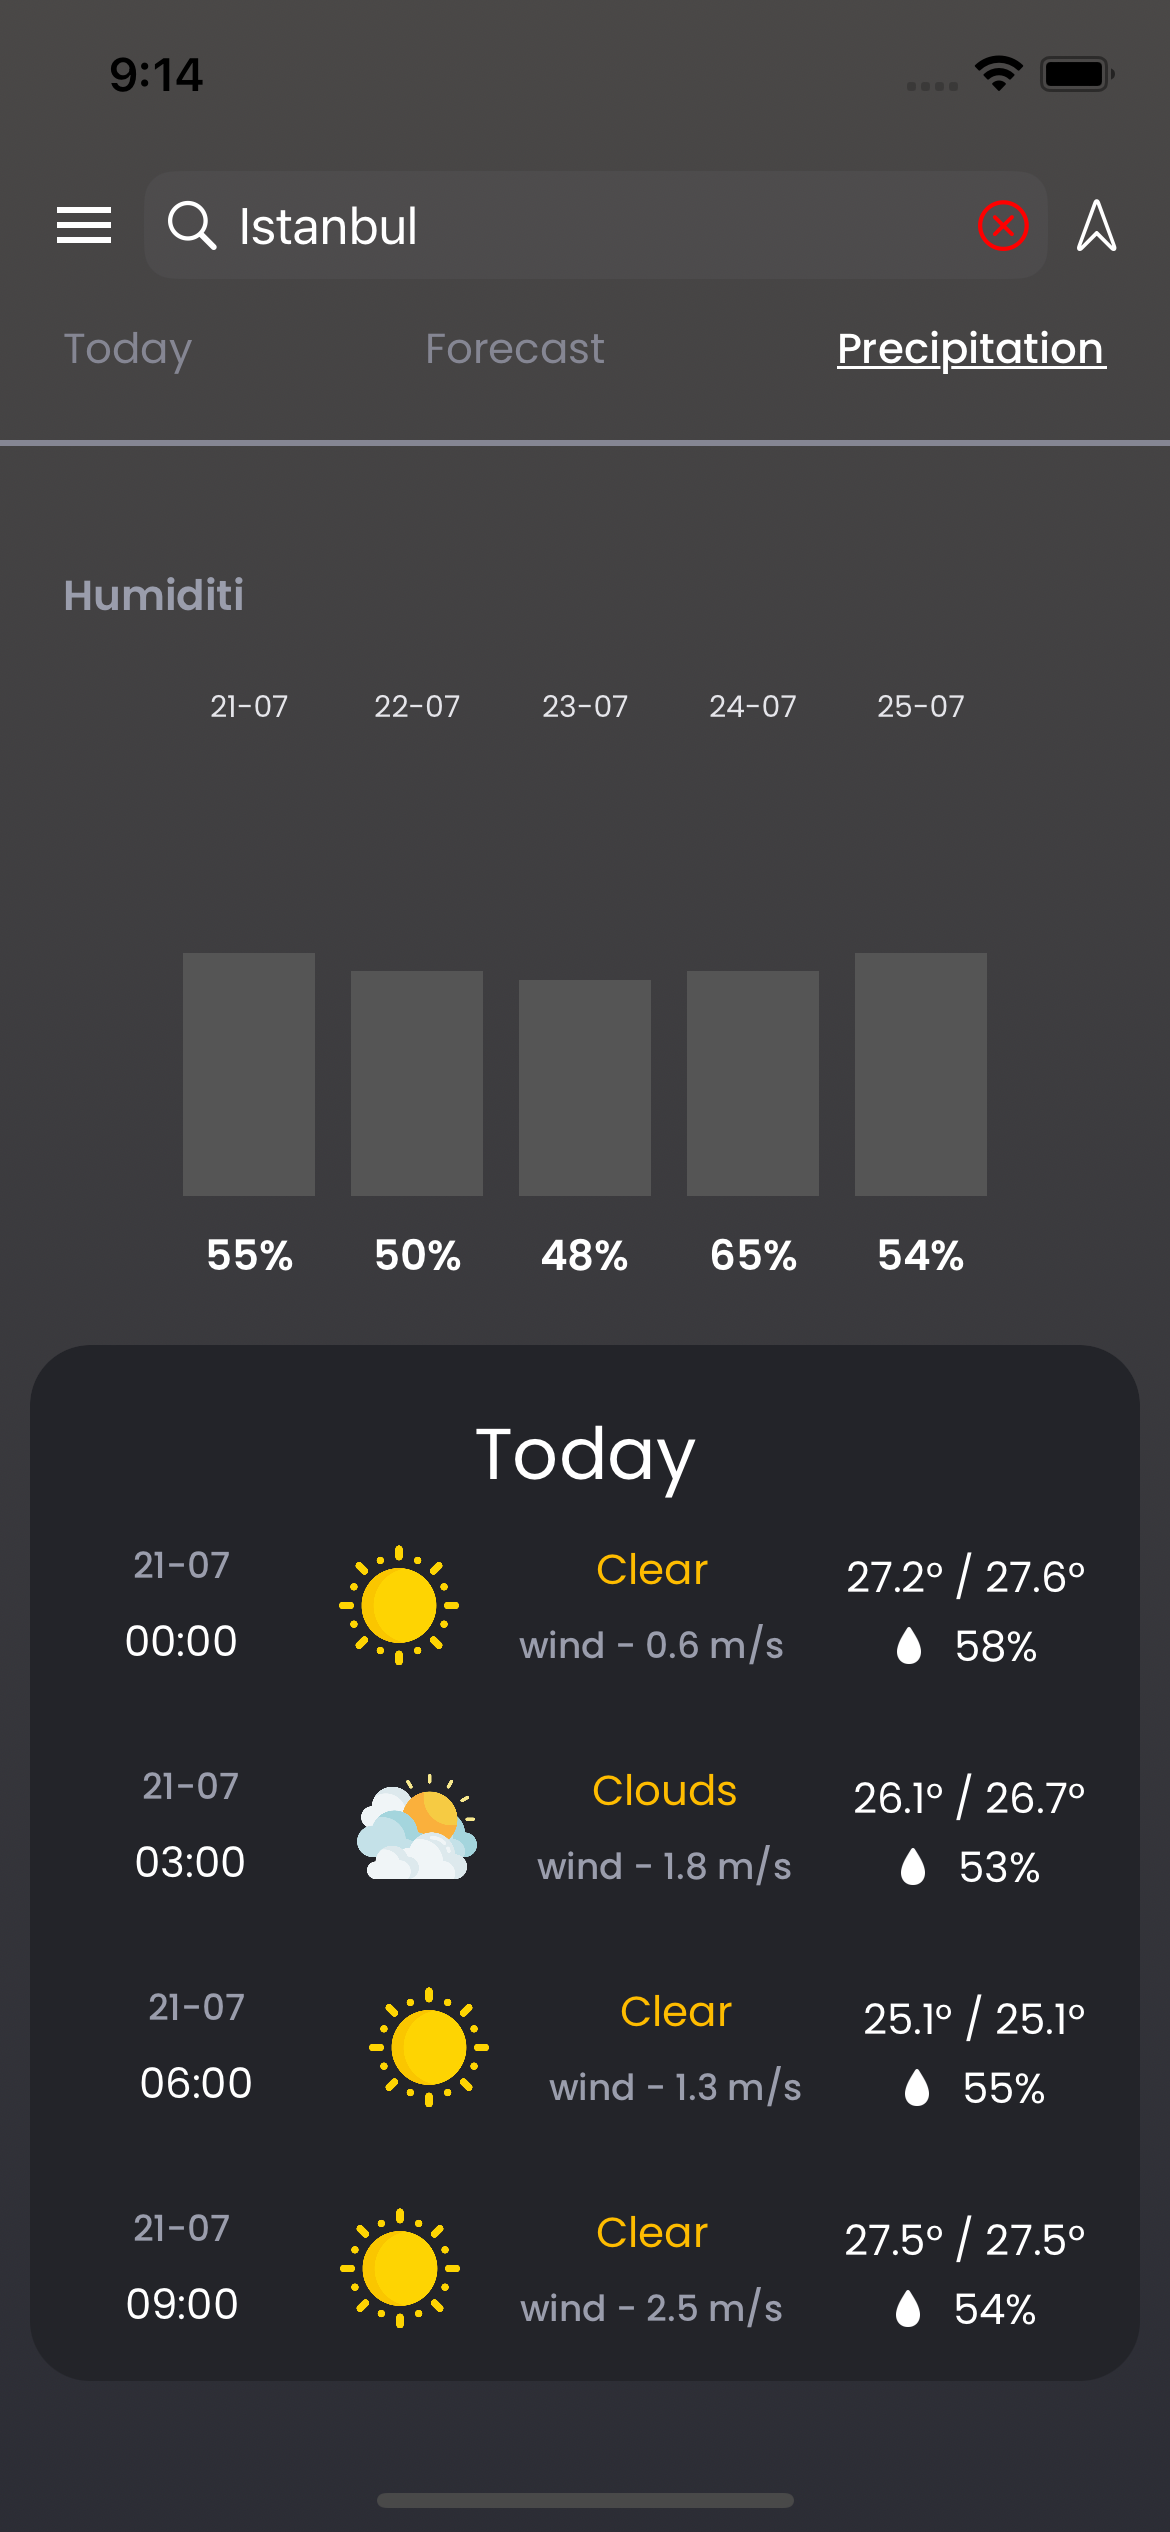 9:14
Istanbul
Today Forecast Precipitation
Humiditi
21-07 22-07 23-07 24-07 25-07
55% 50% 48% 65% 54%
Today
21-07 Clear 27.2° / 27.6°
00:00 wind - 0.6 m/s 58%
21-07 Clouds 26.1° / 26.7°
03:00 wind - 1.8 m/s 53%
21-07 Clear 25.1° / 25.1°
06:00 wind - 1.3 m/s 55%
21-07 Clear 27.5° / 27.5°
09:00 wind - 2.5 m/s 54%